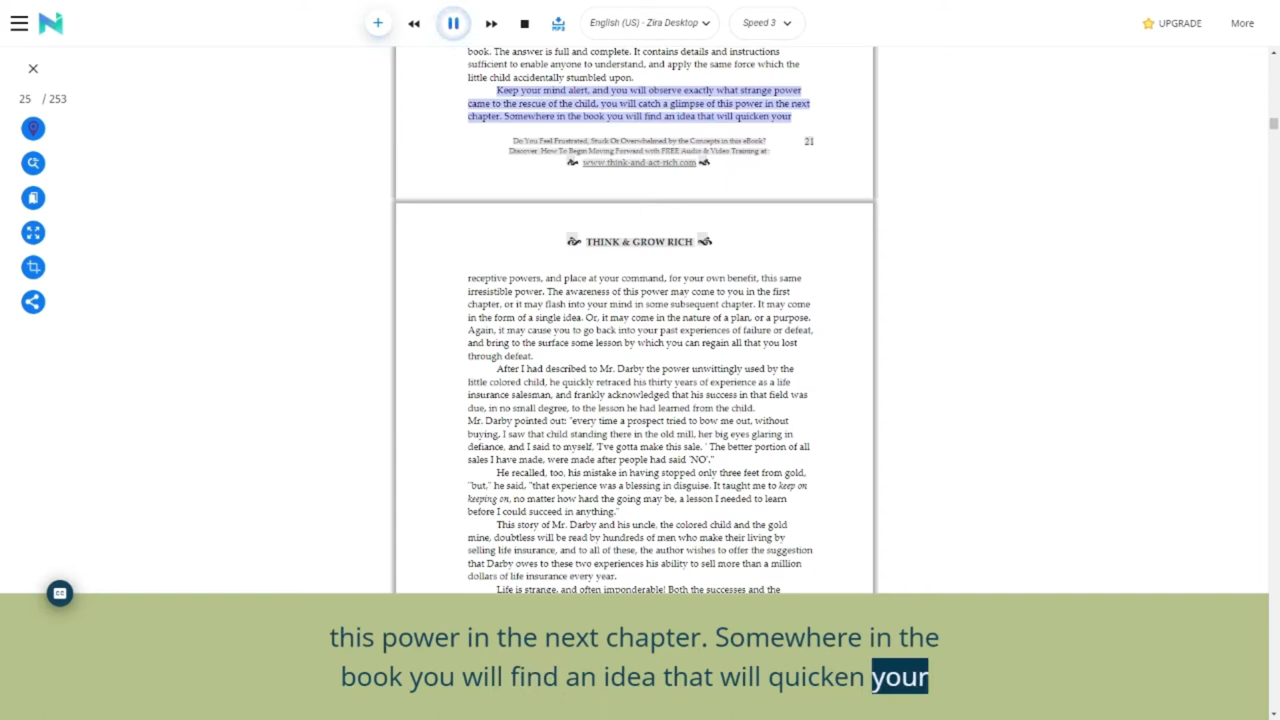 English (US) - Zira Desktop
Speed 3
UPGRADE
More
25 / 253
book. The answer is full and complete. It contains details and instructions
sufficient to enable anyone to understand, and apply the same force which the
little child accidentally stumbled upon.
Keep your mind alert, and you will observe exactly what strange power
came to the rescue of the child, you will catch a glimpse of this power in the next
chapter. Somewhere in the book you will find an idea that will quicken your
Do You Feel Frustrated, Stuck Or Overwhelmed by the Concepts in this eBook?
21
Discover How To Begin Moving Forward with FREE Audio & Video Training at:
www.think-and-act-rich.com
THINK & GROW RICH
receptive powers, and place at your command, for your own benefit, this same
irresistible power. The awareness of this power may come to you in the first
chapter, or it may flash into your mind in some subsequent chapter. It may come
in the form of a single idea. Or, it may come in the nature of a plan, or a purpose.
Again, it may cause you to go back into your past experiences of failure or defeat,
and bring to the surface some lesson by which you can regain all that you lost
through defeat.
After I had described to Mr. Darby the power unwittingly used by the
little colored child, he quickly retraced his thirty years of experience as a life
insurance salesman, and frankly acknowledged that his success in that field was
due, in no small degree, to the lesson he had learned from the child.
Mr. Darby pointed out: "every time a prospect tried to bow me out, without
buying, I saw that child standing there in the old mill, her big eyes glaring in
defiance, and I said to myself, 'I've gotta make this sale. ' The better portion of all
sales I have made, were made after people had said 'NO'."
He recalled, too, his mistake in having stopped only three feet from gold,
"but," he said, "that experience was a blessing in disguise. It taught me to keep on
keeping on, no matter how hard the going may be, a lesson I needed to learn
before I could succeed in anything."
This story of Mr. Darby and his uncle, the colored child and the gold
mine, doubtless will be read by hundreds of men who make their living by
selling life insurance, and to all of these, the author wishes to offer the suggestion
that Darby owes to these two experiences his ability to sell more than a million
dollars of life insurance every year.
Life is strange, and often imponderable! Both the successes and the
CC
this power in the next chapter. Somewhere in the
book you will find an idea that will quicken your